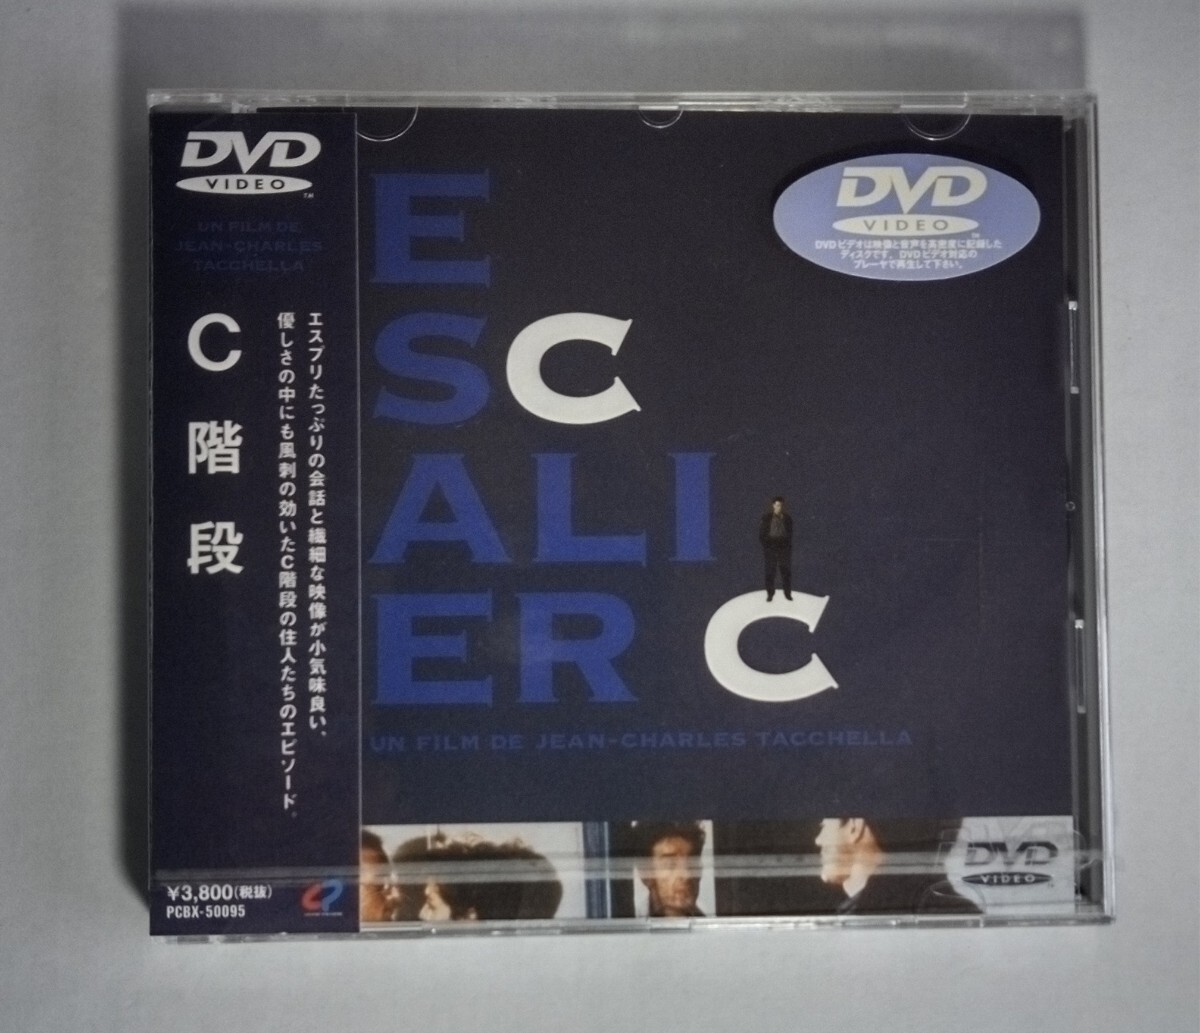 DVD
VIDEO
TM
UN FILM DE
JEAN-CHARLES
TACCHELLA
C階段
エスプリたっぷりの会話と繊細な映像が小気味良い、
優しさの中にも風刺の効いたC階段の住人たちのエピソード。
¥3,800(税抜)
PCBX-50095
E
SC
ALI
ER C
UN FILM DE JEAN-CHARLES TACCHELLA
DVD
VIDEO
TM
DVDビデオは映像と音声を高密度に記録した
ディスクです。DVDビデオ対応の
プレーヤで再生して下さい。
DVD
VIDEO